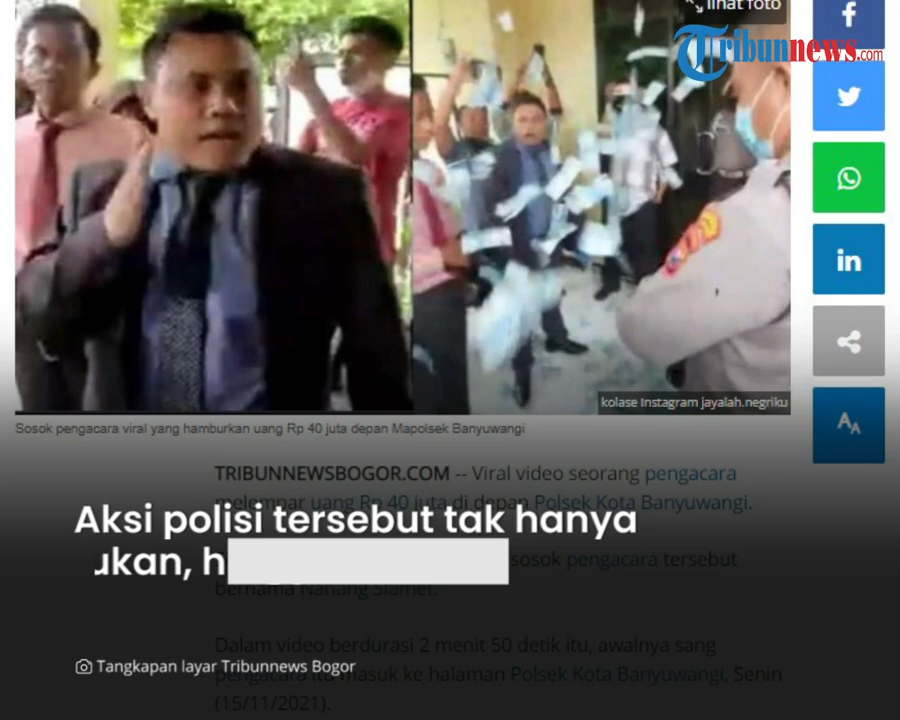 lihat foto
Tribunnews.com
kolase Instagram jayalah.negriku
Sosok pengacara viral yang hamburkan uang Rp 40 juta depan Mapolsek Banyuwangi
TRIBUNNEWSBOGOR.COM -- Viral video seorang pengacara
melempar uang Rp 40 juta di depan Polsek Kota Banyuwangi.
Aksi polisi tersebut tak hanya
sosok pengacara tersebut
bernama Nanang Slamet.
Dalam video berdurasi 2 menit 50 detik itu, awalnya sang
Tangkapan layar Tribunnews Bogor
pengacara itu masuk ke halaman Polsek Kota Banyuwangi, Senin
(15/11/2021).